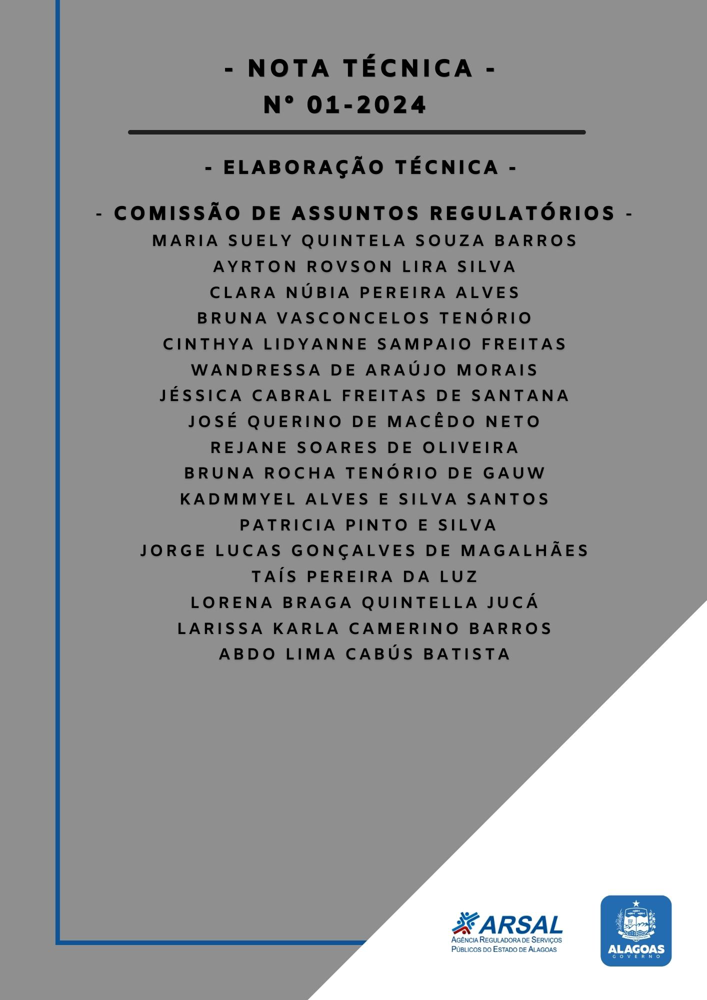 - NOTA TÉCNICA -
Nº 01-2024
- ELABORAÇÃO TÉCNICA -
- COMISSÃO DE ASSUNTOS REGULATÓRIOS -
MARIA SUELY QUINTELA SOUZA BARROS
AYRTON ROVSON LIRA SILVA
CLARA NÚBIA PEREIRA ALVES
BRUNA VASCONCELOS TENÓRIO
CINTHYA LIDYANNE SAMPAIO FREITAS
WANDRESSA DE ARAÚJO MORAIS
JÉSSICA CABRAL FREITAS DE SANTANA
JOSÉ QUERINO DE MACÊDO NETO
REJANE SOARES DE OLIVEIRA
BRUNA ROCHA TENÓRIO DE GAUW
KADMMYEL ALVES E SILVA SANTOS
PATRICIA PINTO E SILVA
JORGE LUCAS GONÇALVES DE MAGALHÃES
TAÍS PEREIRA DA LUZ
LORENA BRAGA QUINTELLA JUCÁ
LARISSA KARLA CAMERINO BARROS
ABDO LIMA CABÚS BATISTA
ARSAL
AGÊNCIA REGULADORA DE SERVIÇOS
PÚBLICOS DO ESTADO DE ALAGOAS
ALAGOAS
GOVERNO